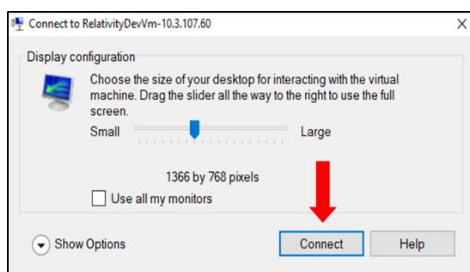 Connect to RelativityDevVm-10.3.107.60
Display configuration
Choose the size of your desktop for interacting with the virtual
machine. Drag the slider all the way to the right to use the full
screen.
Small Large
1366 by 768 pixels
Use all my monitors
Show Options Connect Help